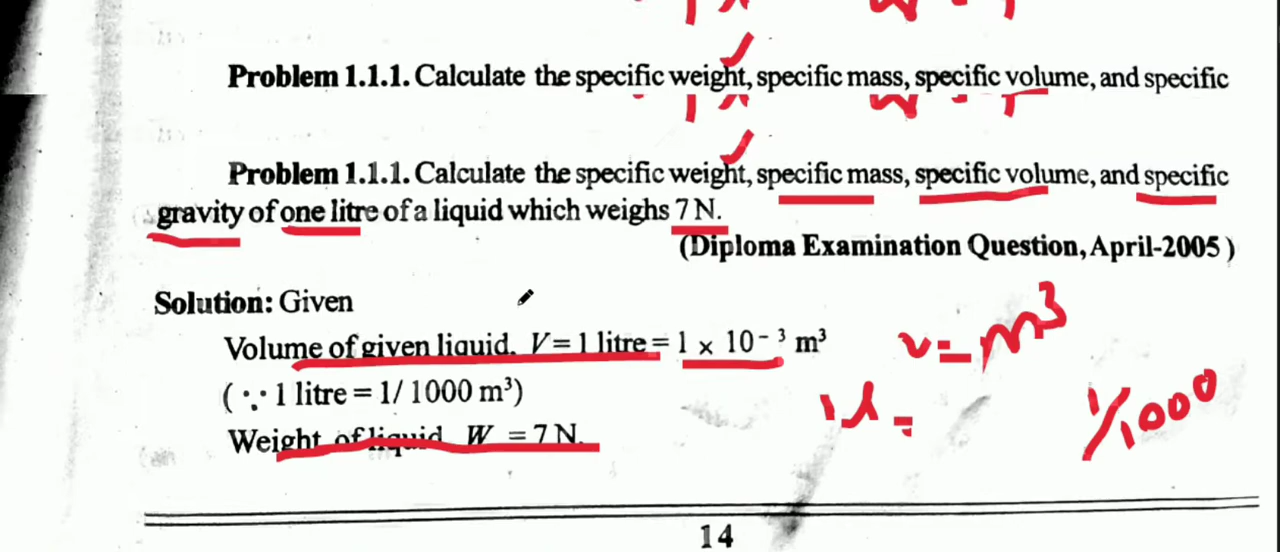 Problem 1.1.1. Calculate the specific weight, specific mass, specific volume, and specific
Problem 1.1.1. Calculate the specific weight, specific mass, specific volume, and specific
gravity of one litre of a liquid which weighs 7 N.
(Diploma Examination Question, April-2005)
Solution: Given
Volume of given liquid, V = 1 litre = 1 × 10⁻³ m³
v = m³
(∵ 1 litre = 1/1000 m³)
1l =
1/1000
Weight of liquid W = 7 N.
14